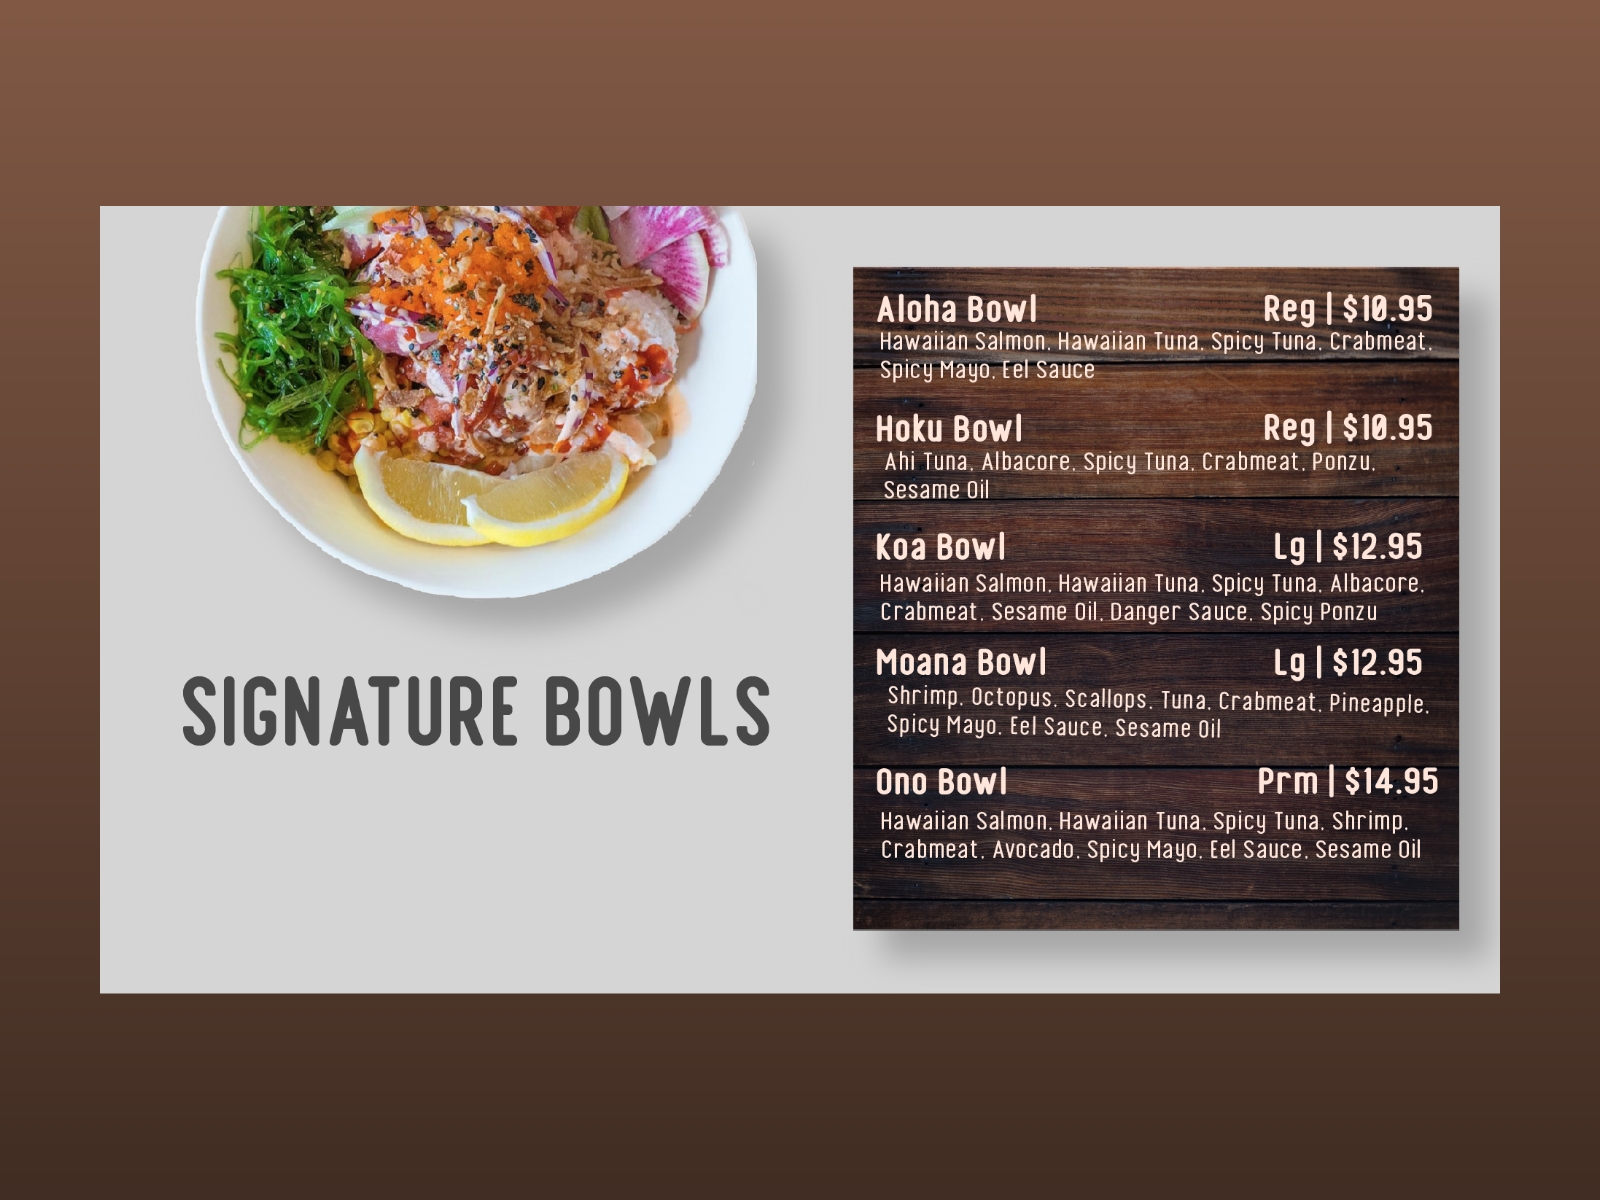 SIGNATURE BOWLS
Aloha Bowl Reg | $10.95
Hawaiian Salmon, Hawaiian Tuna, Spicy Tuna, Crabmeat,
Spicy Mayo, Eel Sauce
Hoku Bowl Reg | $10.95
Ahi Tuna, Albacore, Spicy Tuna, Crabmeat, Ponzu,
Sesame Oil
Koa Bowl Lg | $12.95
Hawaiian Salmon, Hawaiian Tuna, Spicy Tuna, Albacore,
Crabmeat, Sesame Oil, Danger Sauce, Spicy Ponzu
Moana Bowl Lg | $12.95
Shrimp, Octopus, Scallops, Tuna, Crabmeat, Pineapple,
Spicy Mayo, Eel Sauce, Sesame Oil
Ono Bowl Prm | $14.95
Hawaiian Salmon, Hawaiian Tuna, Spicy Tuna, Shrimp,
Crabmeat, Avocado, Spicy Mayo, Eel Sauce, Sesame Oil